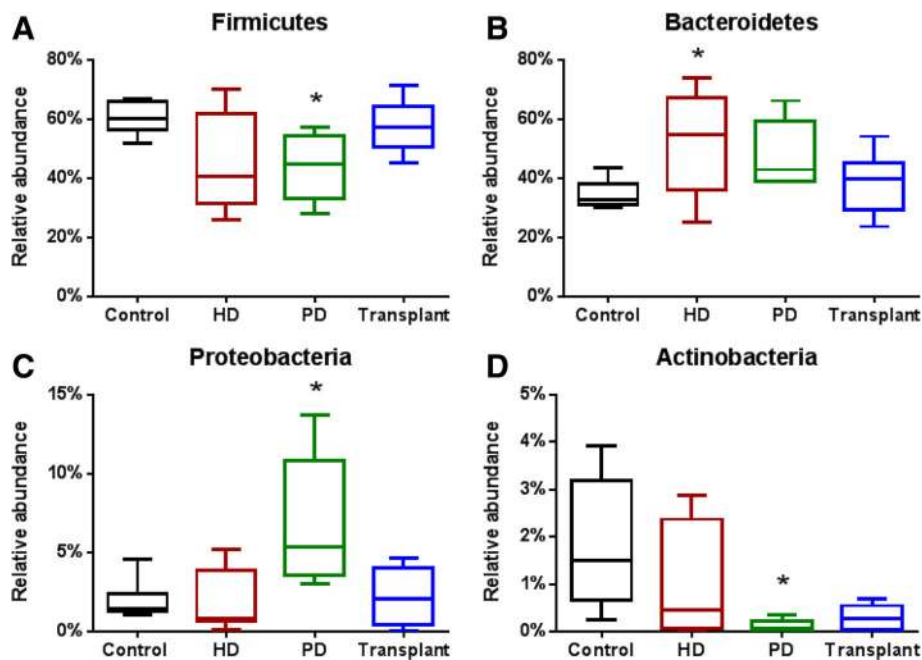 A
Firmicutes
Relative abundance
80%
60%
40%
20%
0%
*
Control HD PD Transplant
B
Bacteroidetes
Relative abundance
80%
60%
40%
20%
0%
*
Control HD PD Transplant
C
Proteobacteria
Relative abundance
15%
10%
5%
0%
*
Control HD PD Transplant
D
Actinobacteria
Relative abundance
5%
4%
3%
2%
1%
0%
*
Control HD PD Transplant